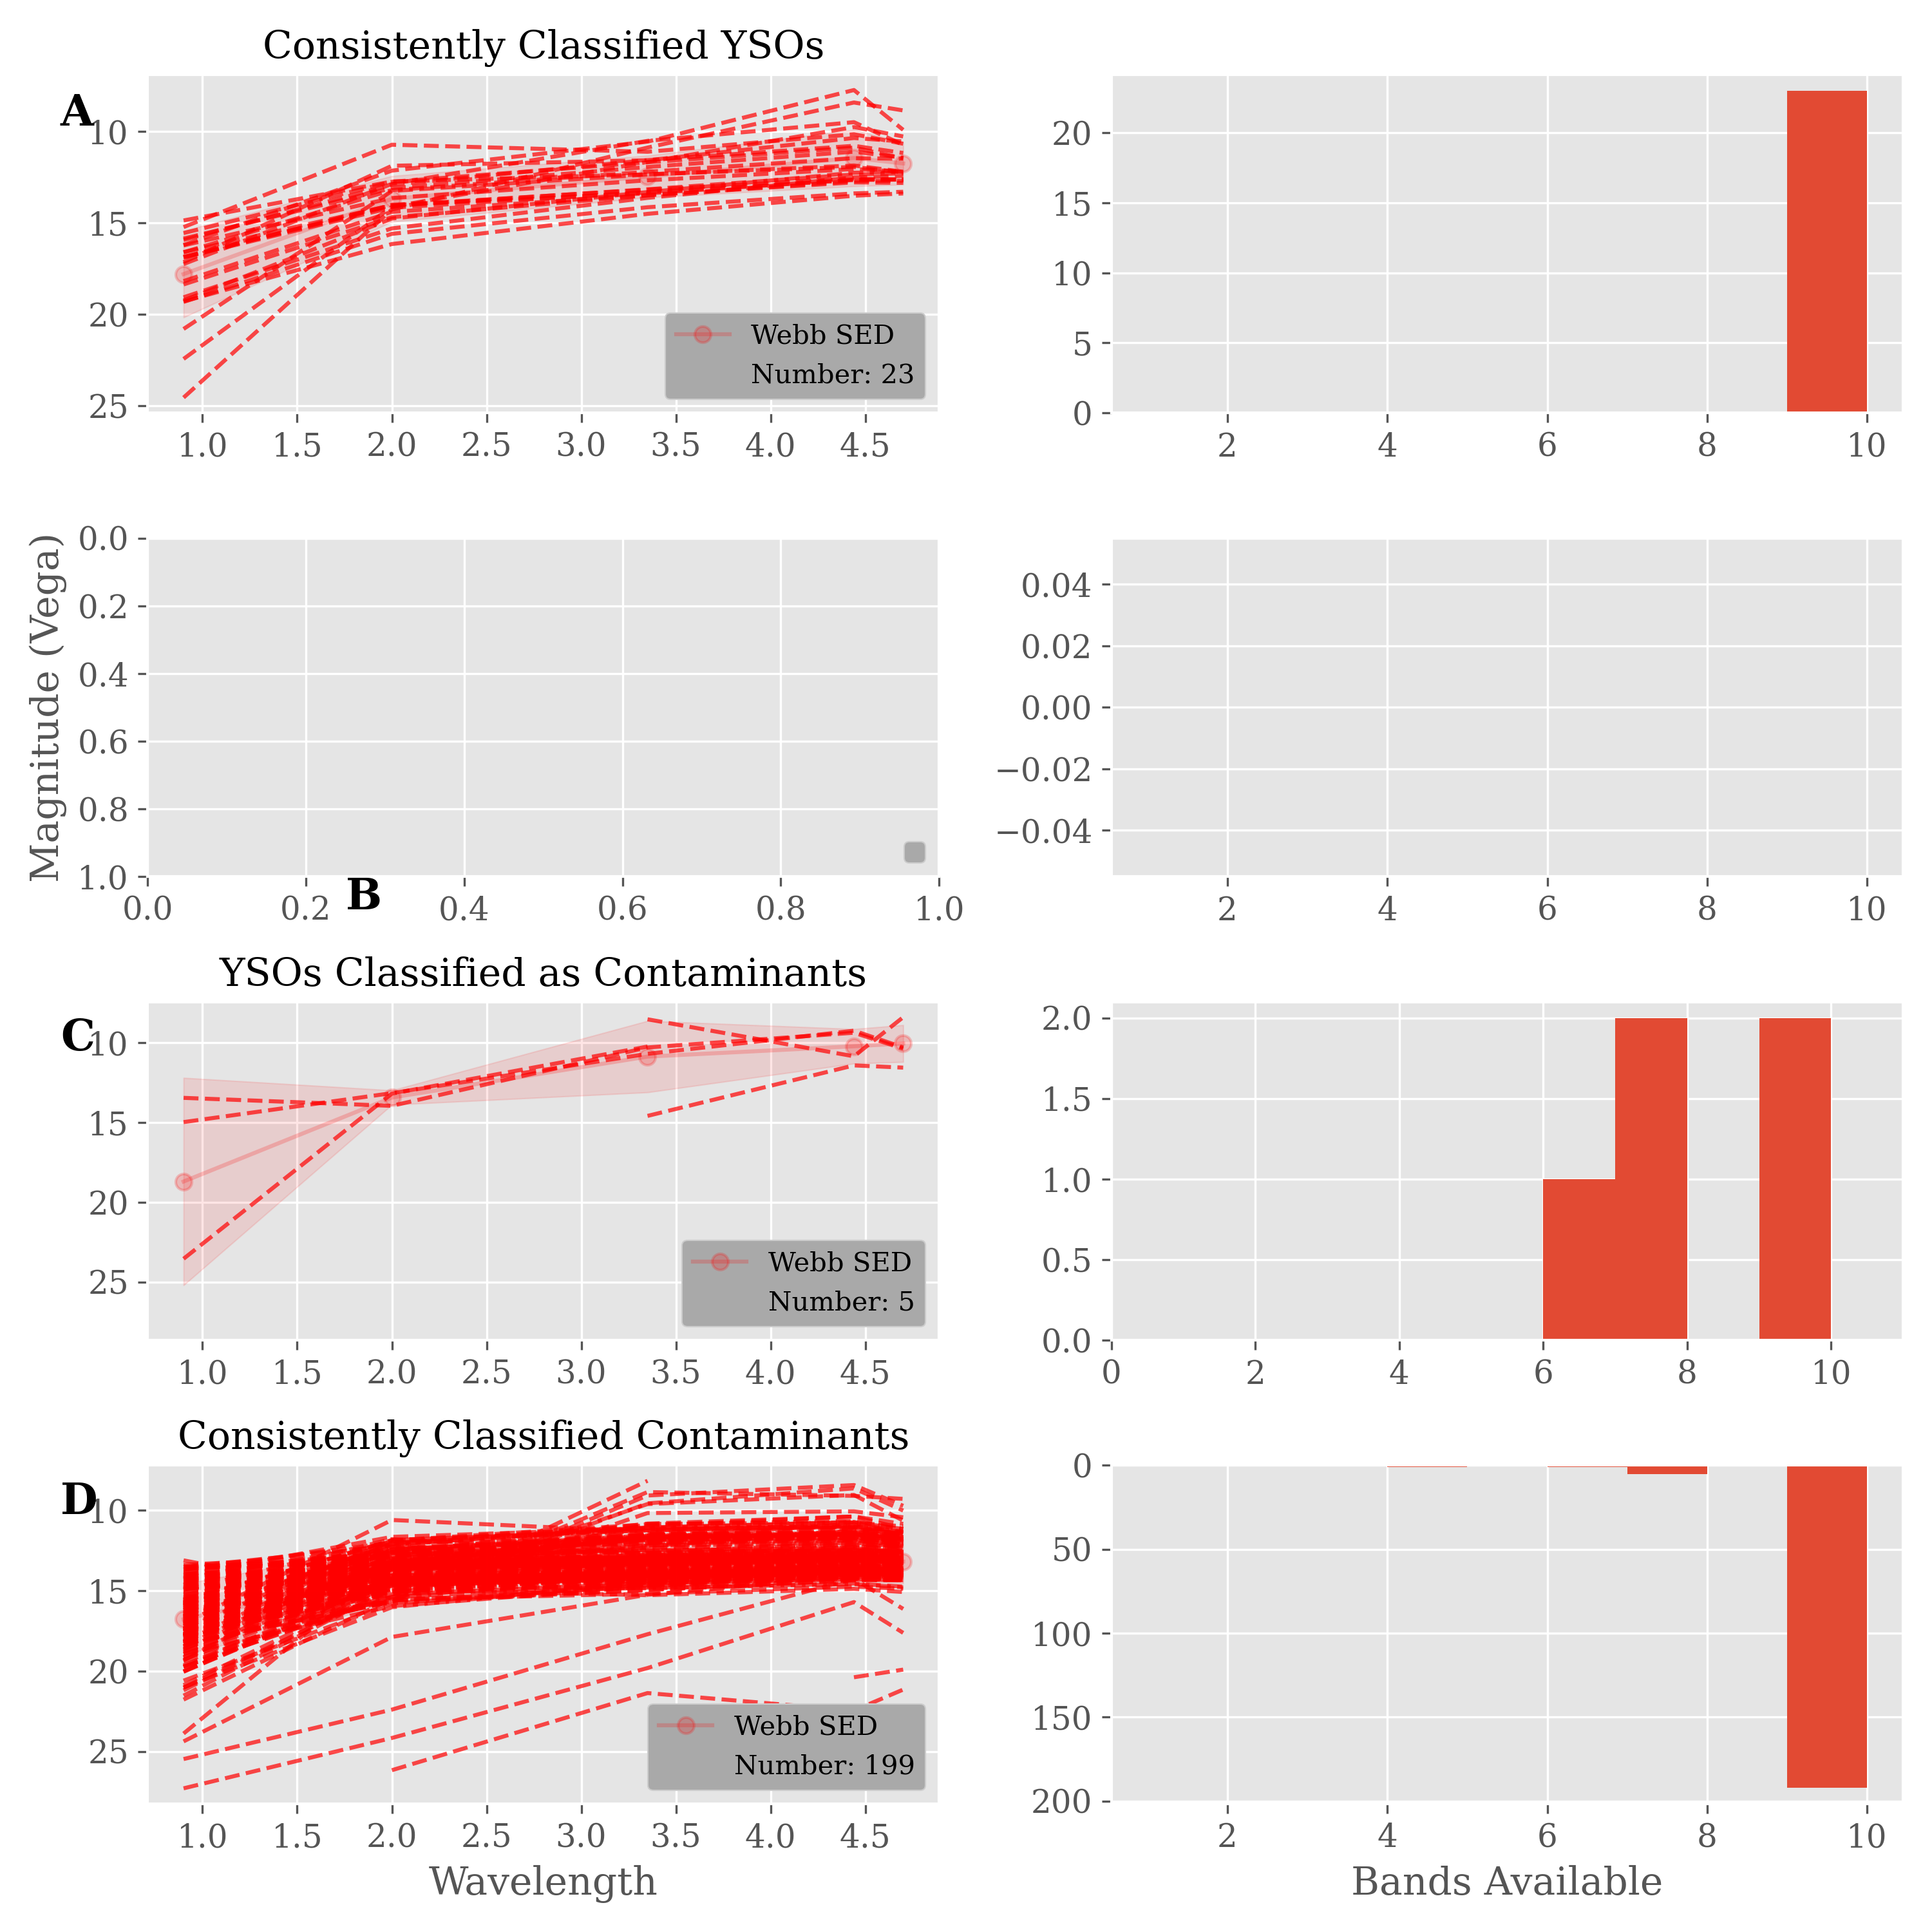 Consistently Classified YSOs
A
10
15
20
25
1.0 1.5 2.0 2.5 3.0 3.5 4.0 4.5
Webb SED
Number: 23
20
15
10
5
0
2 4 6 8 10
Magnitude (Vega)
0.0
0.2
0.4
0.6
0.8
1.0
0.0 0.2 0.4 0.6 0.8 1.0
B
0.04
0.02
0.00
−0.02
−0.04
2 4 6 8 10
YSOs Classified as Contaminants
C
10
15
20
25
1.0 1.5 2.0 2.5 3.0 3.5 4.0 4.5
Webb SED
Number: 5
2.0
1.5
1.0
0.5
0.0
0 2 4 6 8 10
Consistently Classified Contaminants
D
10
15
20
25
1.0 1.5 2.0 2.5 3.0 3.5 4.0 4.5
Webb SED
Number: 199
Wavelength
0
50
100
150
200
2 4 6 8 10
Bands Available